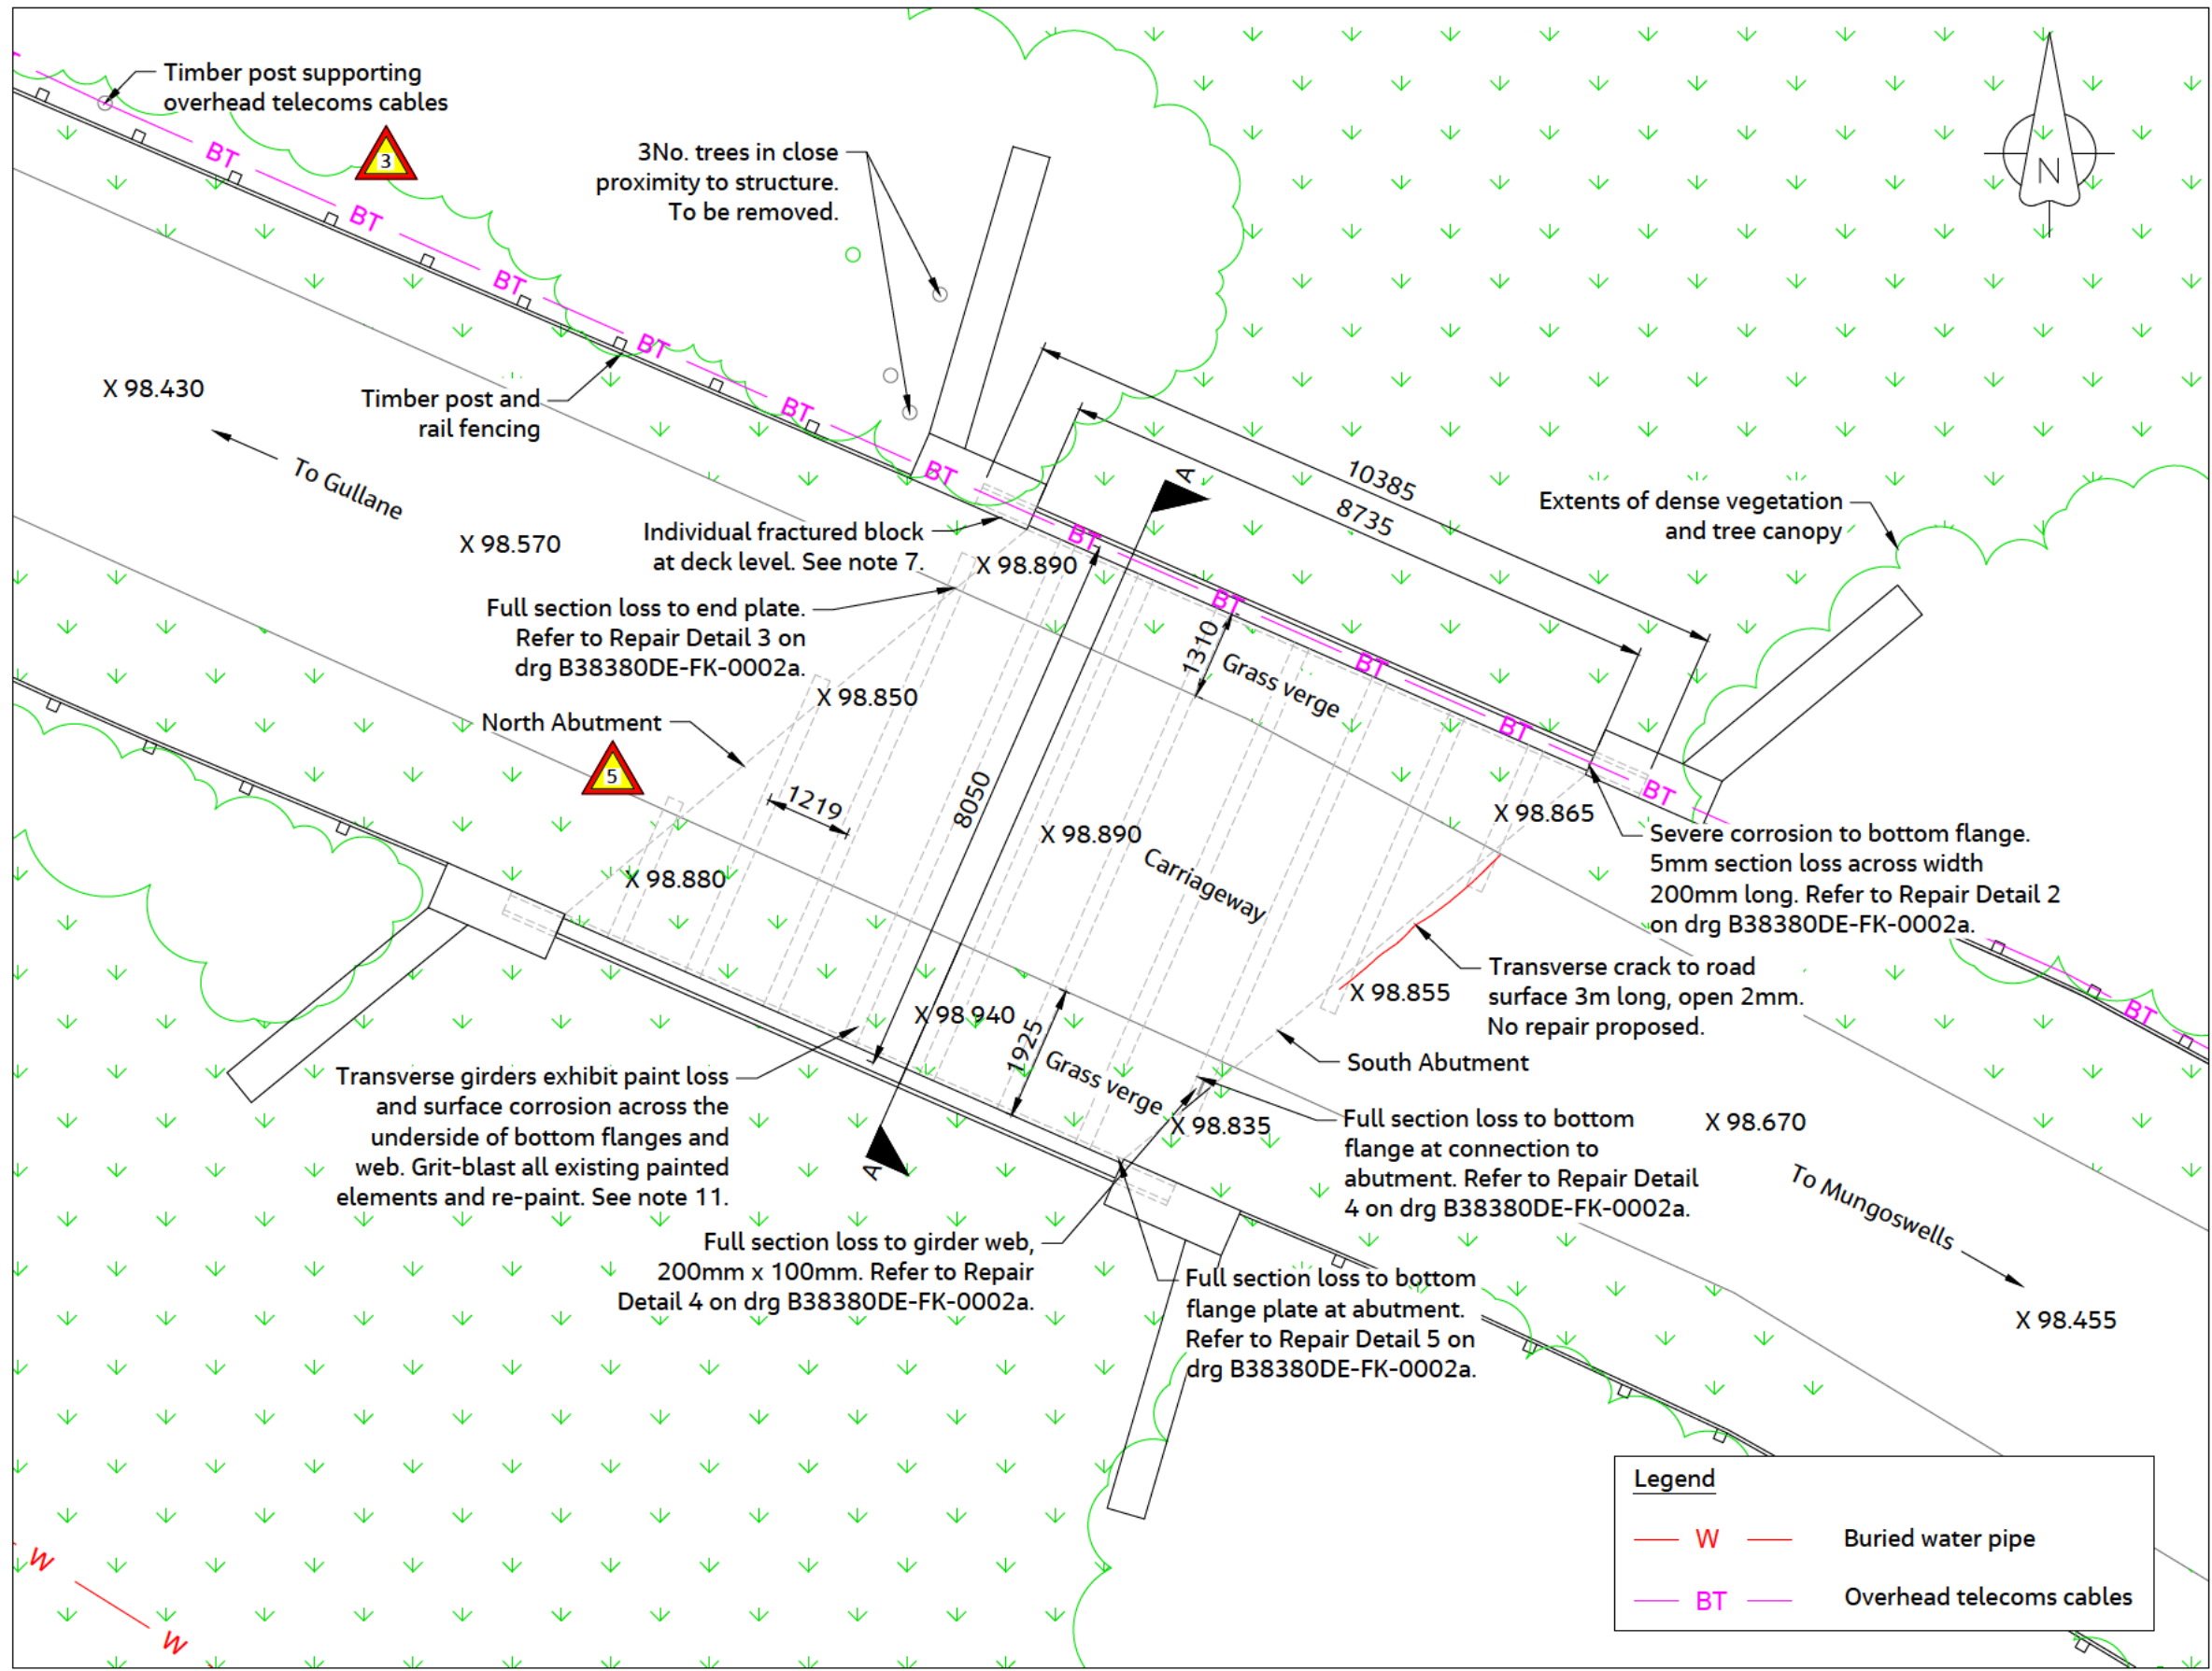 Timber post supporting
overhead telecoms cables
3
3No. trees in close
proximity to structure.
To be removed.
N
BT
BT
BT
BT
BT
BT
BT
BT
BT
BT
BT
BT
Timber post and
rail fencing
X 98.430
To Gullane
X 98.570
A
10385
8735
Extents of dense vegetation
and tree canopy
Individual fractured block
at deck level. See note 7.
X 98.890
Full section loss to end plate.
Refer to Repair Detail 3 on
drg B38380DE-FK-0002a.
1310
Grass verge
X 98.850
North Abutment
5
1219
8050
X 98.890
Carriageway
X 98.865
X 98.880
Severe corrosion to bottom flange.
5mm section loss across width
200mm long. Refer to Repair Detail 2
on drg B38380DE-FK-0002a.
Transverse crack to road
surface 3m long, open 2mm.
No repair proposed.
X 98.855
X 98.940
1925
Grass verge
South Abutment
BT
Transverse girders exhibit paint loss
and surface corrosion across the
underside of bottom flanges and
web. Grit-blast all existing painted
elements and re-paint. See note 11.
A
X 98.835
Full section loss to bottom
flange at connection to
abutment. Refer to Repair Detail
4 on drg B38380DE-FK-0002a.
X 98.670
To Mungoswells
X 98.455
Full section loss to girder web,
200mm x 100mm. Refer to Repair
Detail 4 on drg B38380DE-FK-0002a.
Full section loss to bottom
flange plate at abutment.
Refer to Repair Detail 5 on
drg B38380DE-FK-0002a.
W
W
Legend
W Buried water pipe
BT Overhead telecoms cables